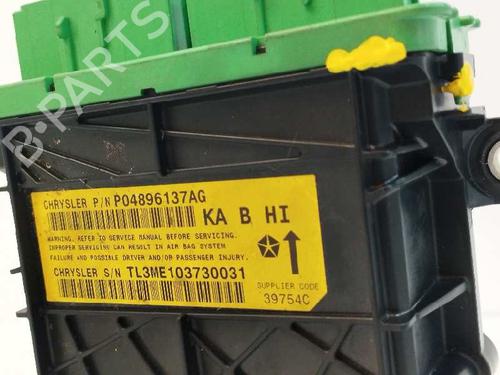 B-PARTS
CHRYSLER P/N P04896137AG
KA B HI
WARNING. REFER TO SERVICE MANUAL BEFORE SERVICING.
IMPROPER SERVICING CAN RESULT IN AIR BAG SYSTEM
FAILURE AND POSSIBLE DRIVER AND/OR PASSENGER INJURY.
CHRYSLER S/N TL3ME103730031
SUPPLIER CODE
39754C